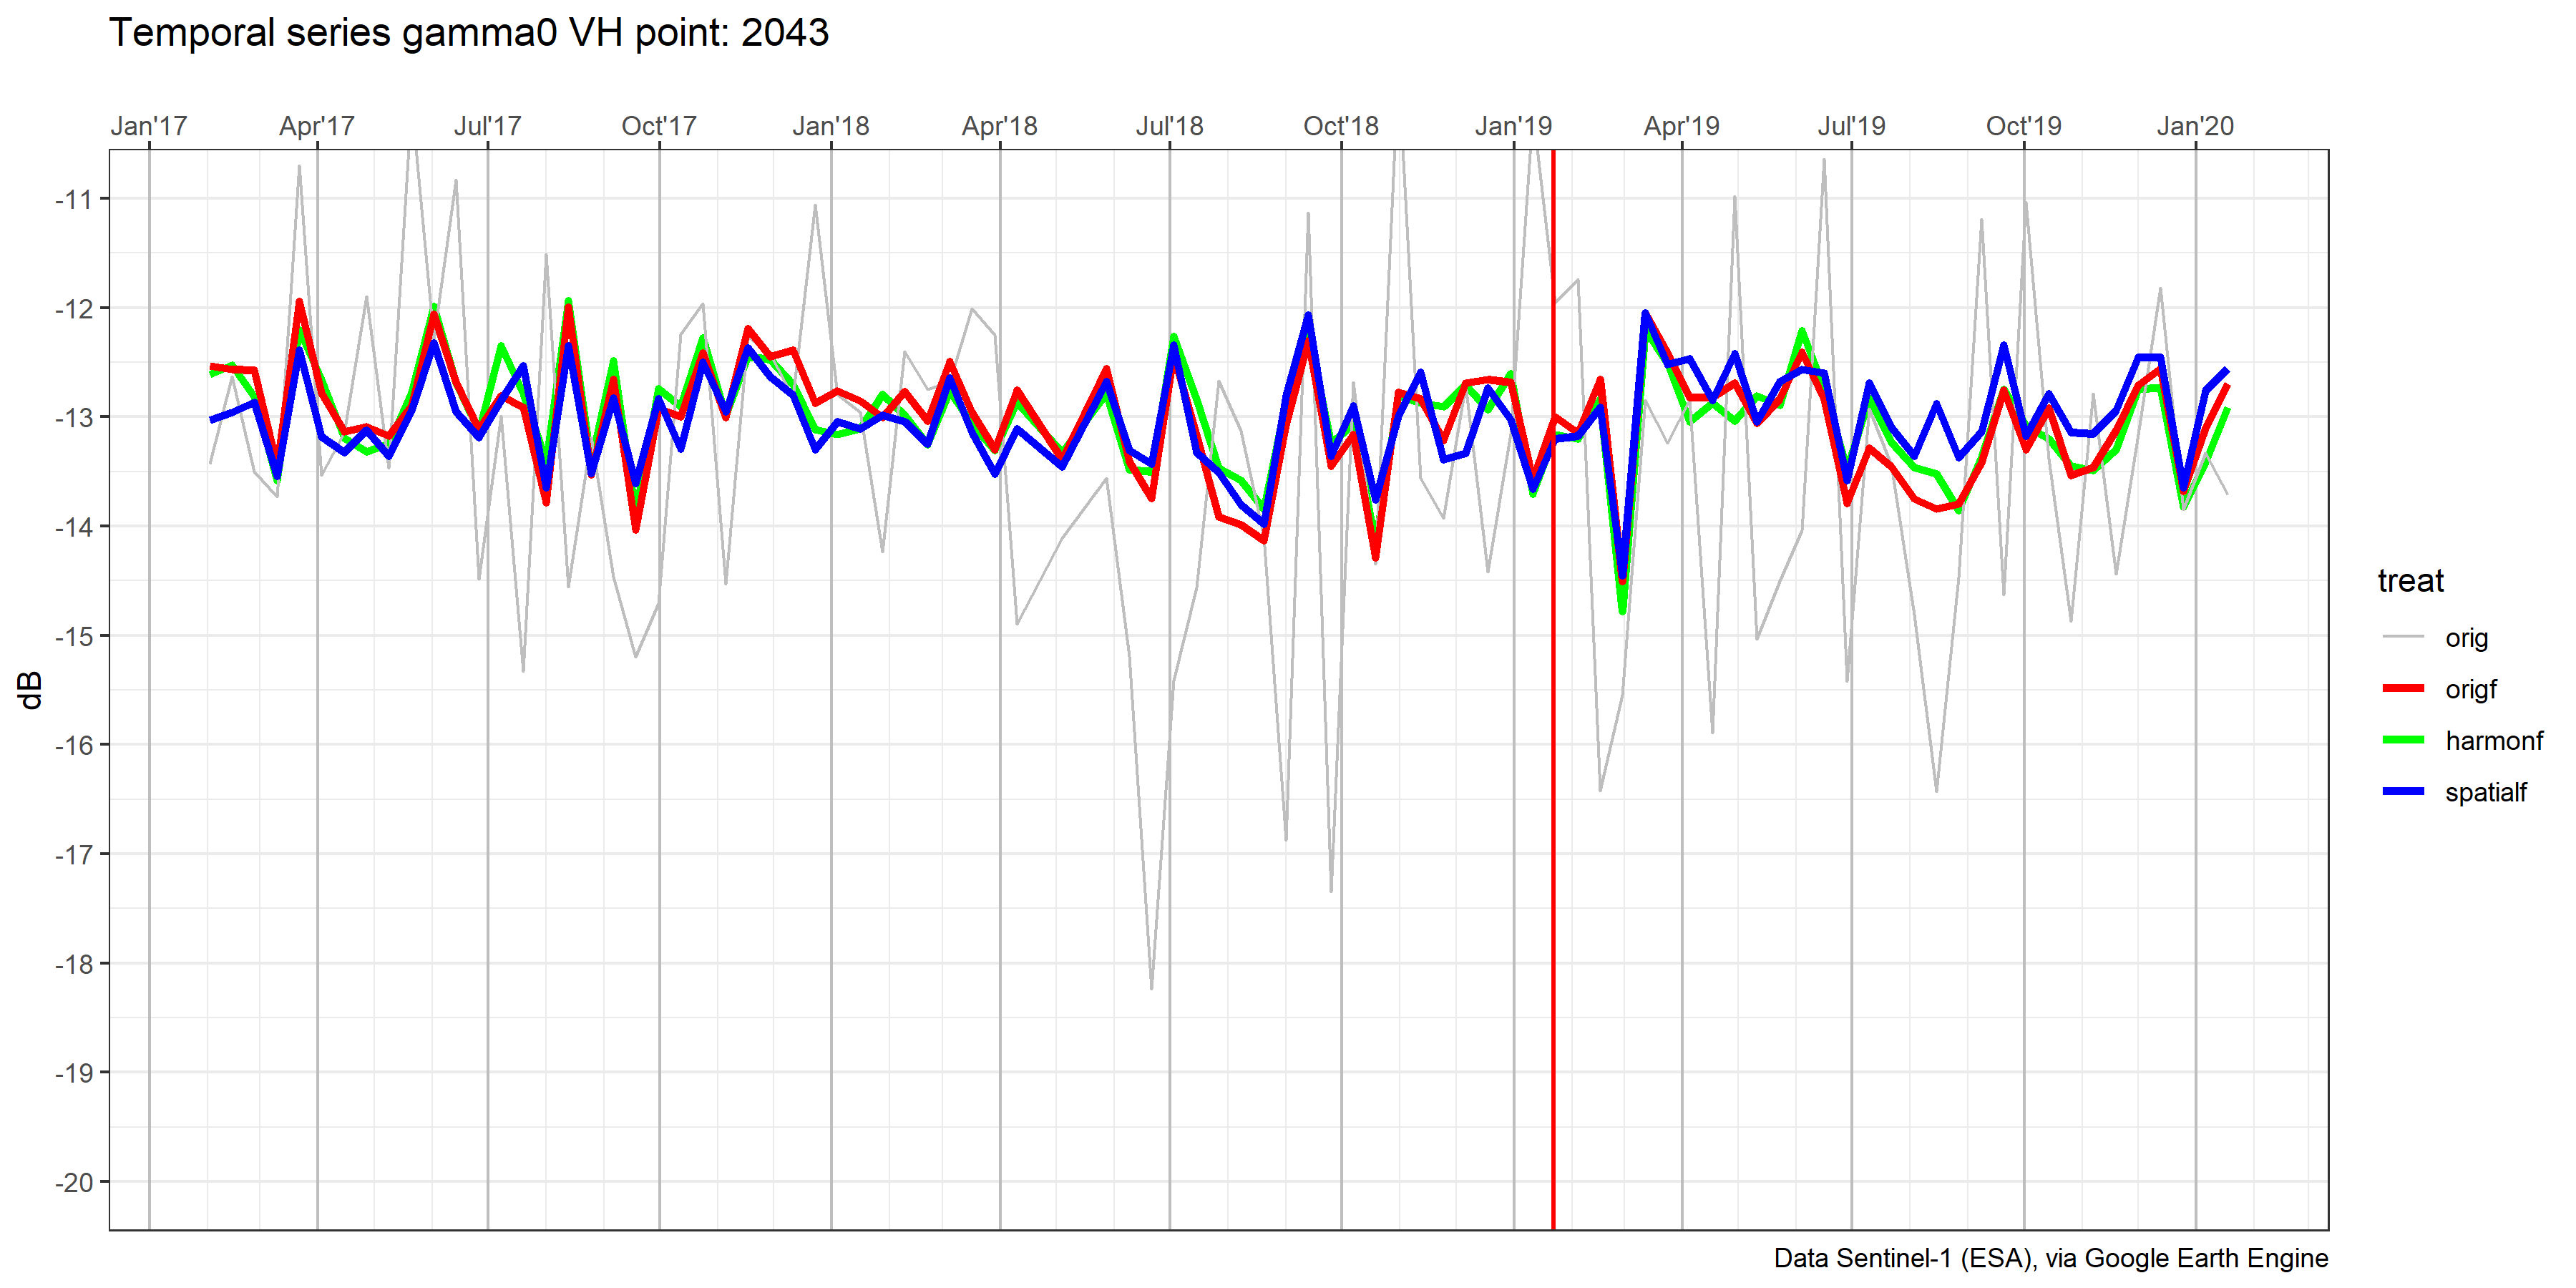 Temporal series gamma0 VH point: 2043
Jan'17 Apr'17 Jul'17 Oct'17 Jan'18 Apr'18 Jul'18 Oct'18 Jan'19 Apr'19 Jul'19 Oct'19 Jan'20
-11
-12
-13
-14
-15
-16
-17
-18
-19
-20
dB
treat
orig
origf
harmonf
spatialf
Data Sentinel-1 (ESA), via Google Earth Engine